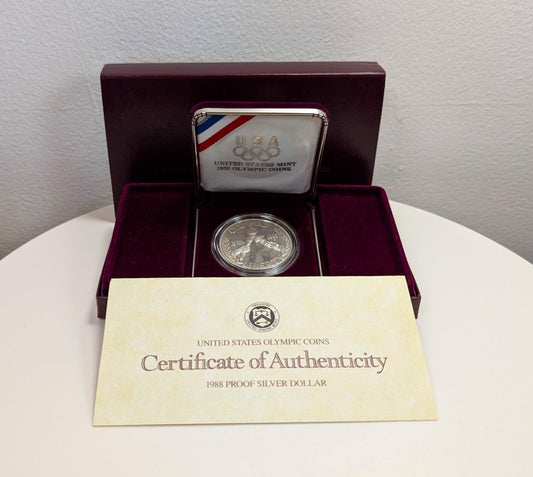 USA
UNITED STATES MINT
1988 OLYMPIC COINS
UNITED STATES OLYMPIC COINS
Certificate of Authenticity
1988 PROOF SILVER DOLLAR